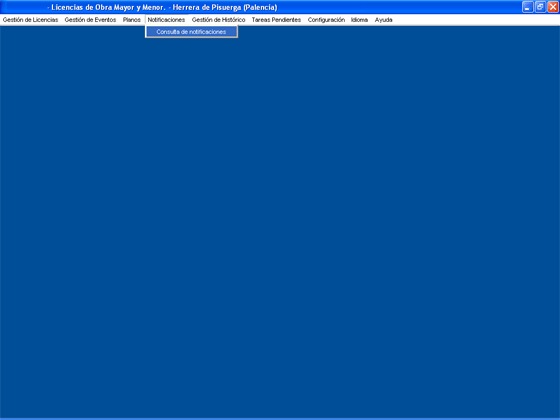 - Licencias de Obra Mayor y Menor. - Herrera de Pisuerga (Palencia)
Gestión de Licencias Gestión de Eventos Planos Notificaciones Gestión de Histórico Tareas Pendientes Configuración Idioma Ayuda
Consulta de notificaciones